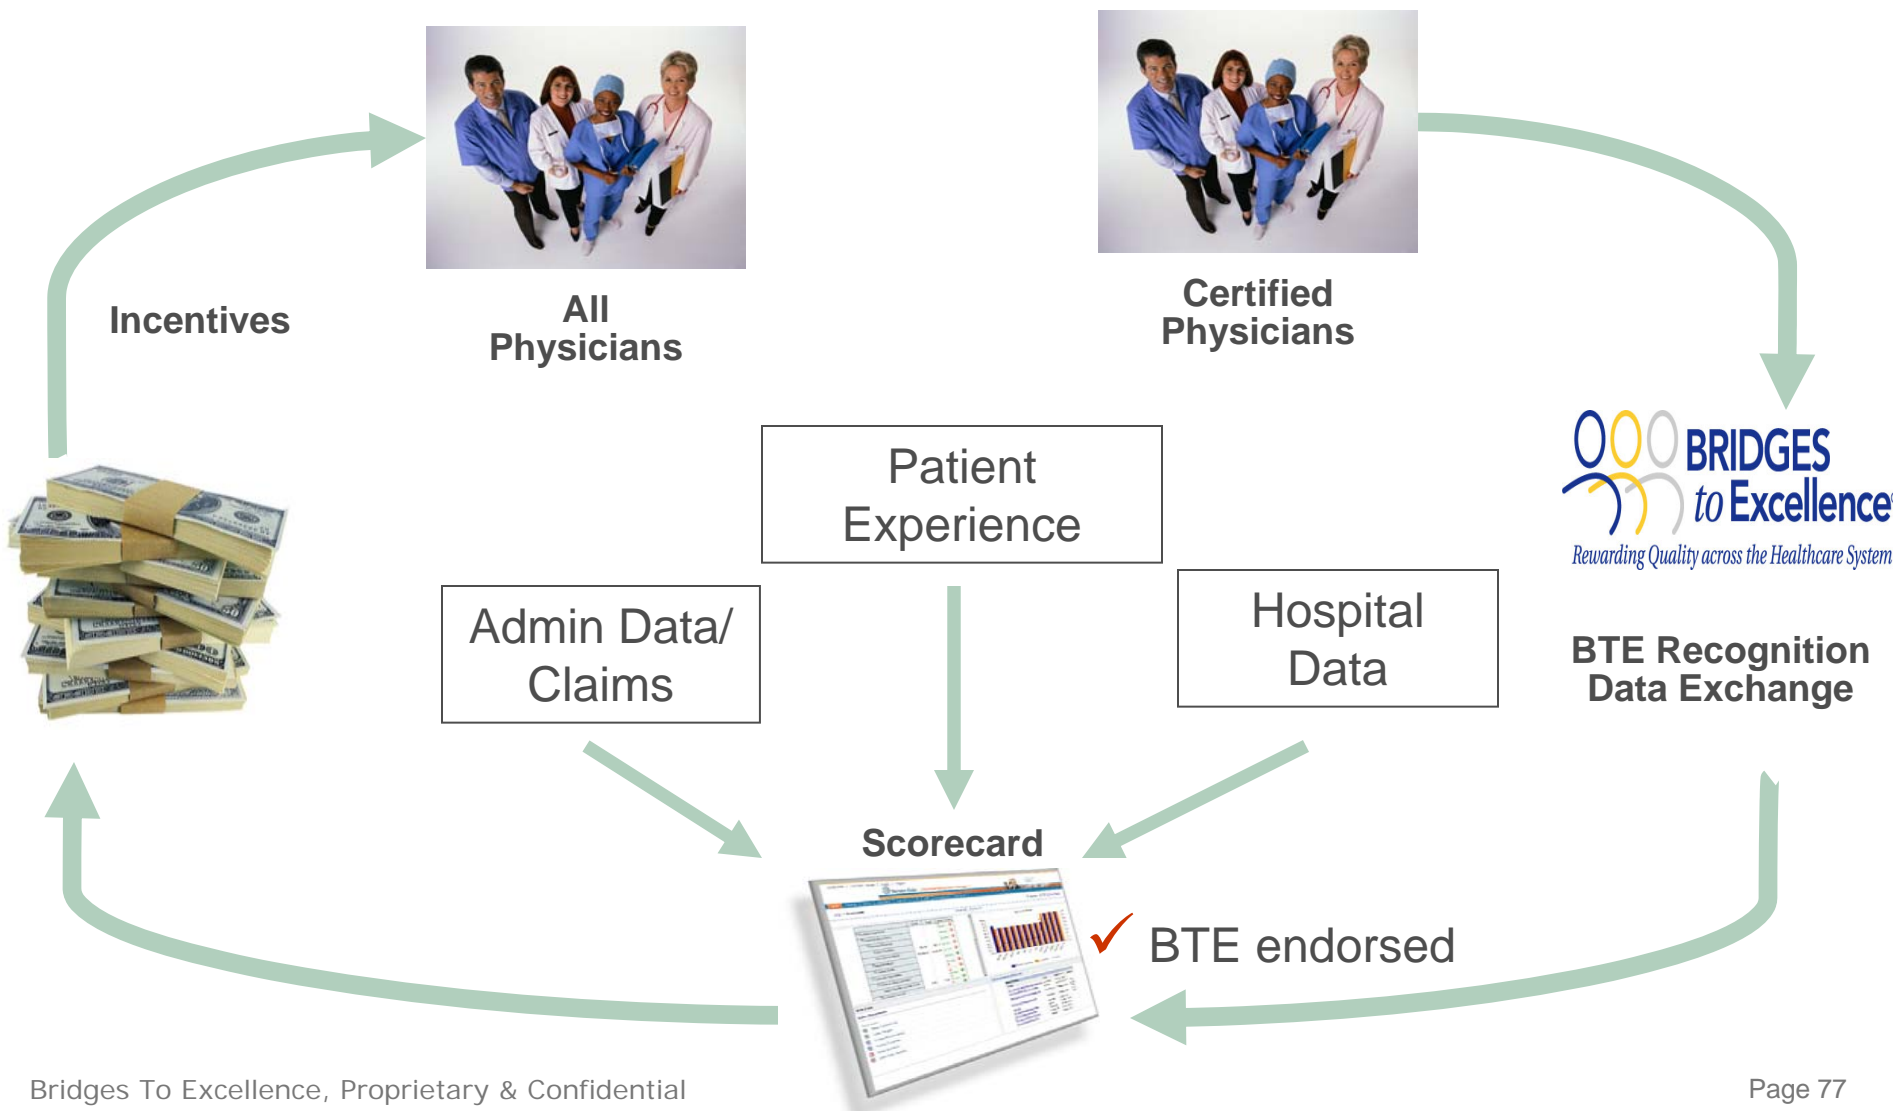 Incentives
All
Physicians
Certified
Physicians
Patient
Experience
BRIDGES
to Excellence
Rewarding Quality across the Healthcare System
Admin Data/
Claims
Hospital
Data
BTE Recognition
Data Exchange
Scorecard
✓ BTE endorsed
Bridges To Excellence, Proprietary & Confidential
Page 77